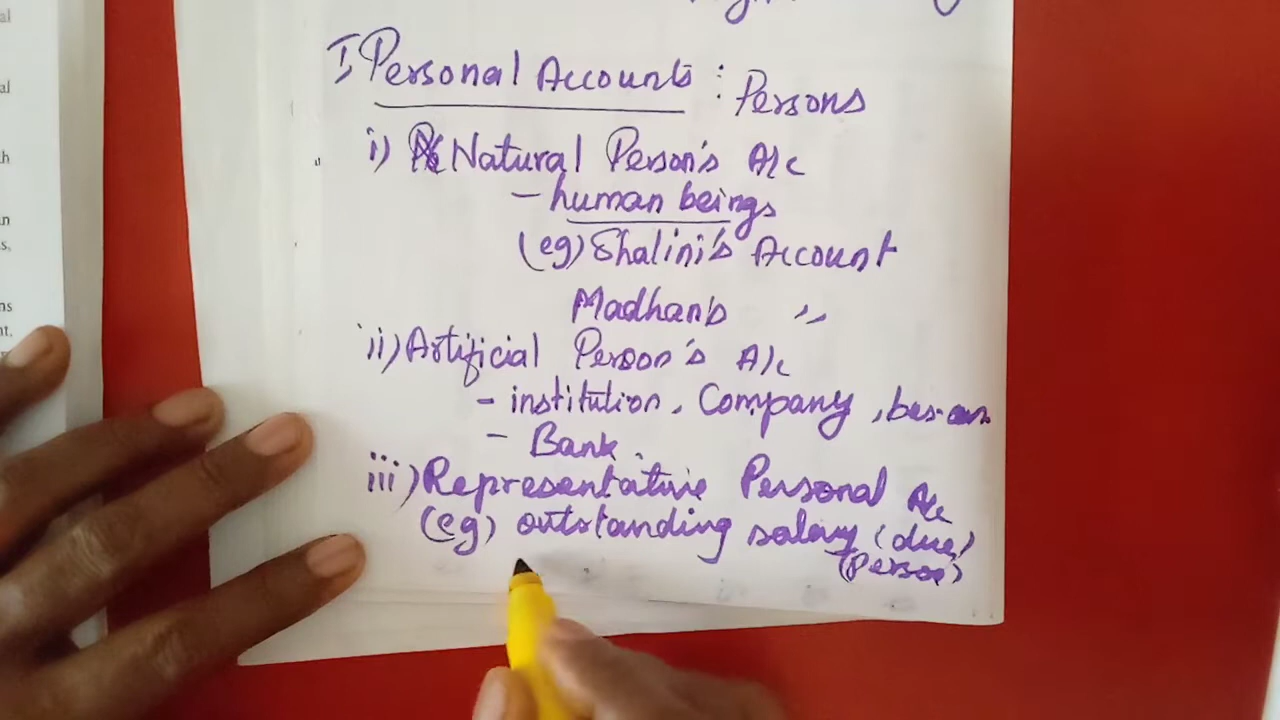 I Personal Accounts : Persons
i) Natural Person's A/c
- human beings
(eg) Shalini's Account
Madhan's "
ii) Artificial Person's A/c
- institution, Company,
- Bank.
iii) Representative Personal A/c
(eg) outstanding salary (due)
(Person)